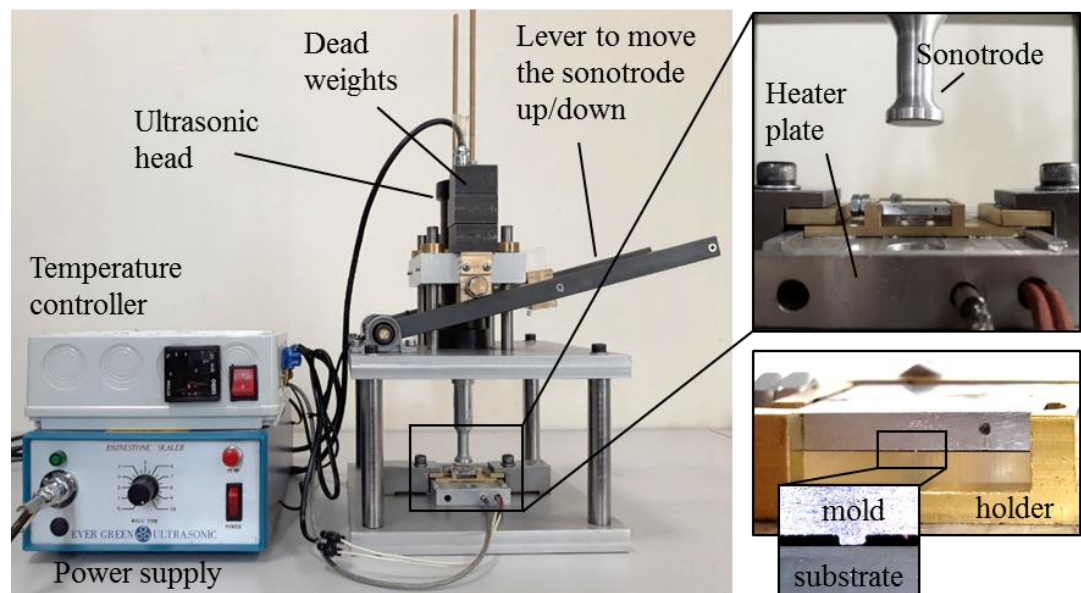 Dead
weights
Lever to move
the sonotrode
up/down
Ultrasonic
head
Temperature
controller
RHINESTONE SEALER
POWER
EVER GREEN ULTRASONIC
Power supply
Sonotrode
Heater
plate
mold
holder
substrate